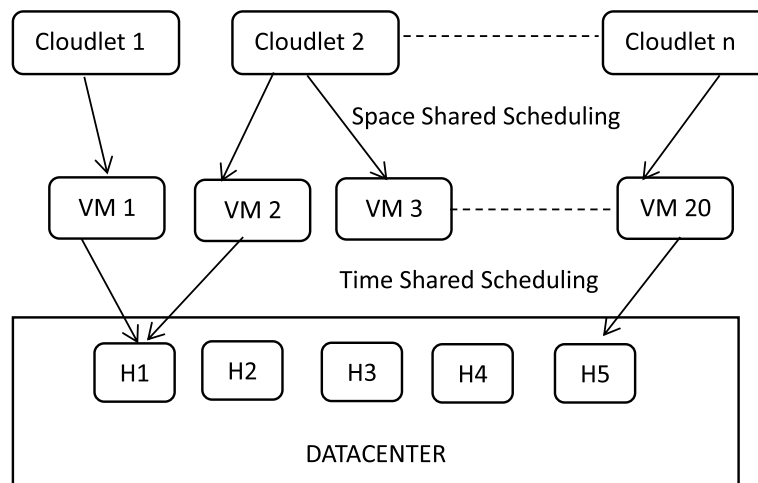 Cloudlet 1
Cloudlet 2
Cloudlet n
Space Shared Scheduling
VM 1
VM 2
VM 3
VM 20
Time Shared Scheduling
H1
H2
H3
H4
H5
DATACENTER